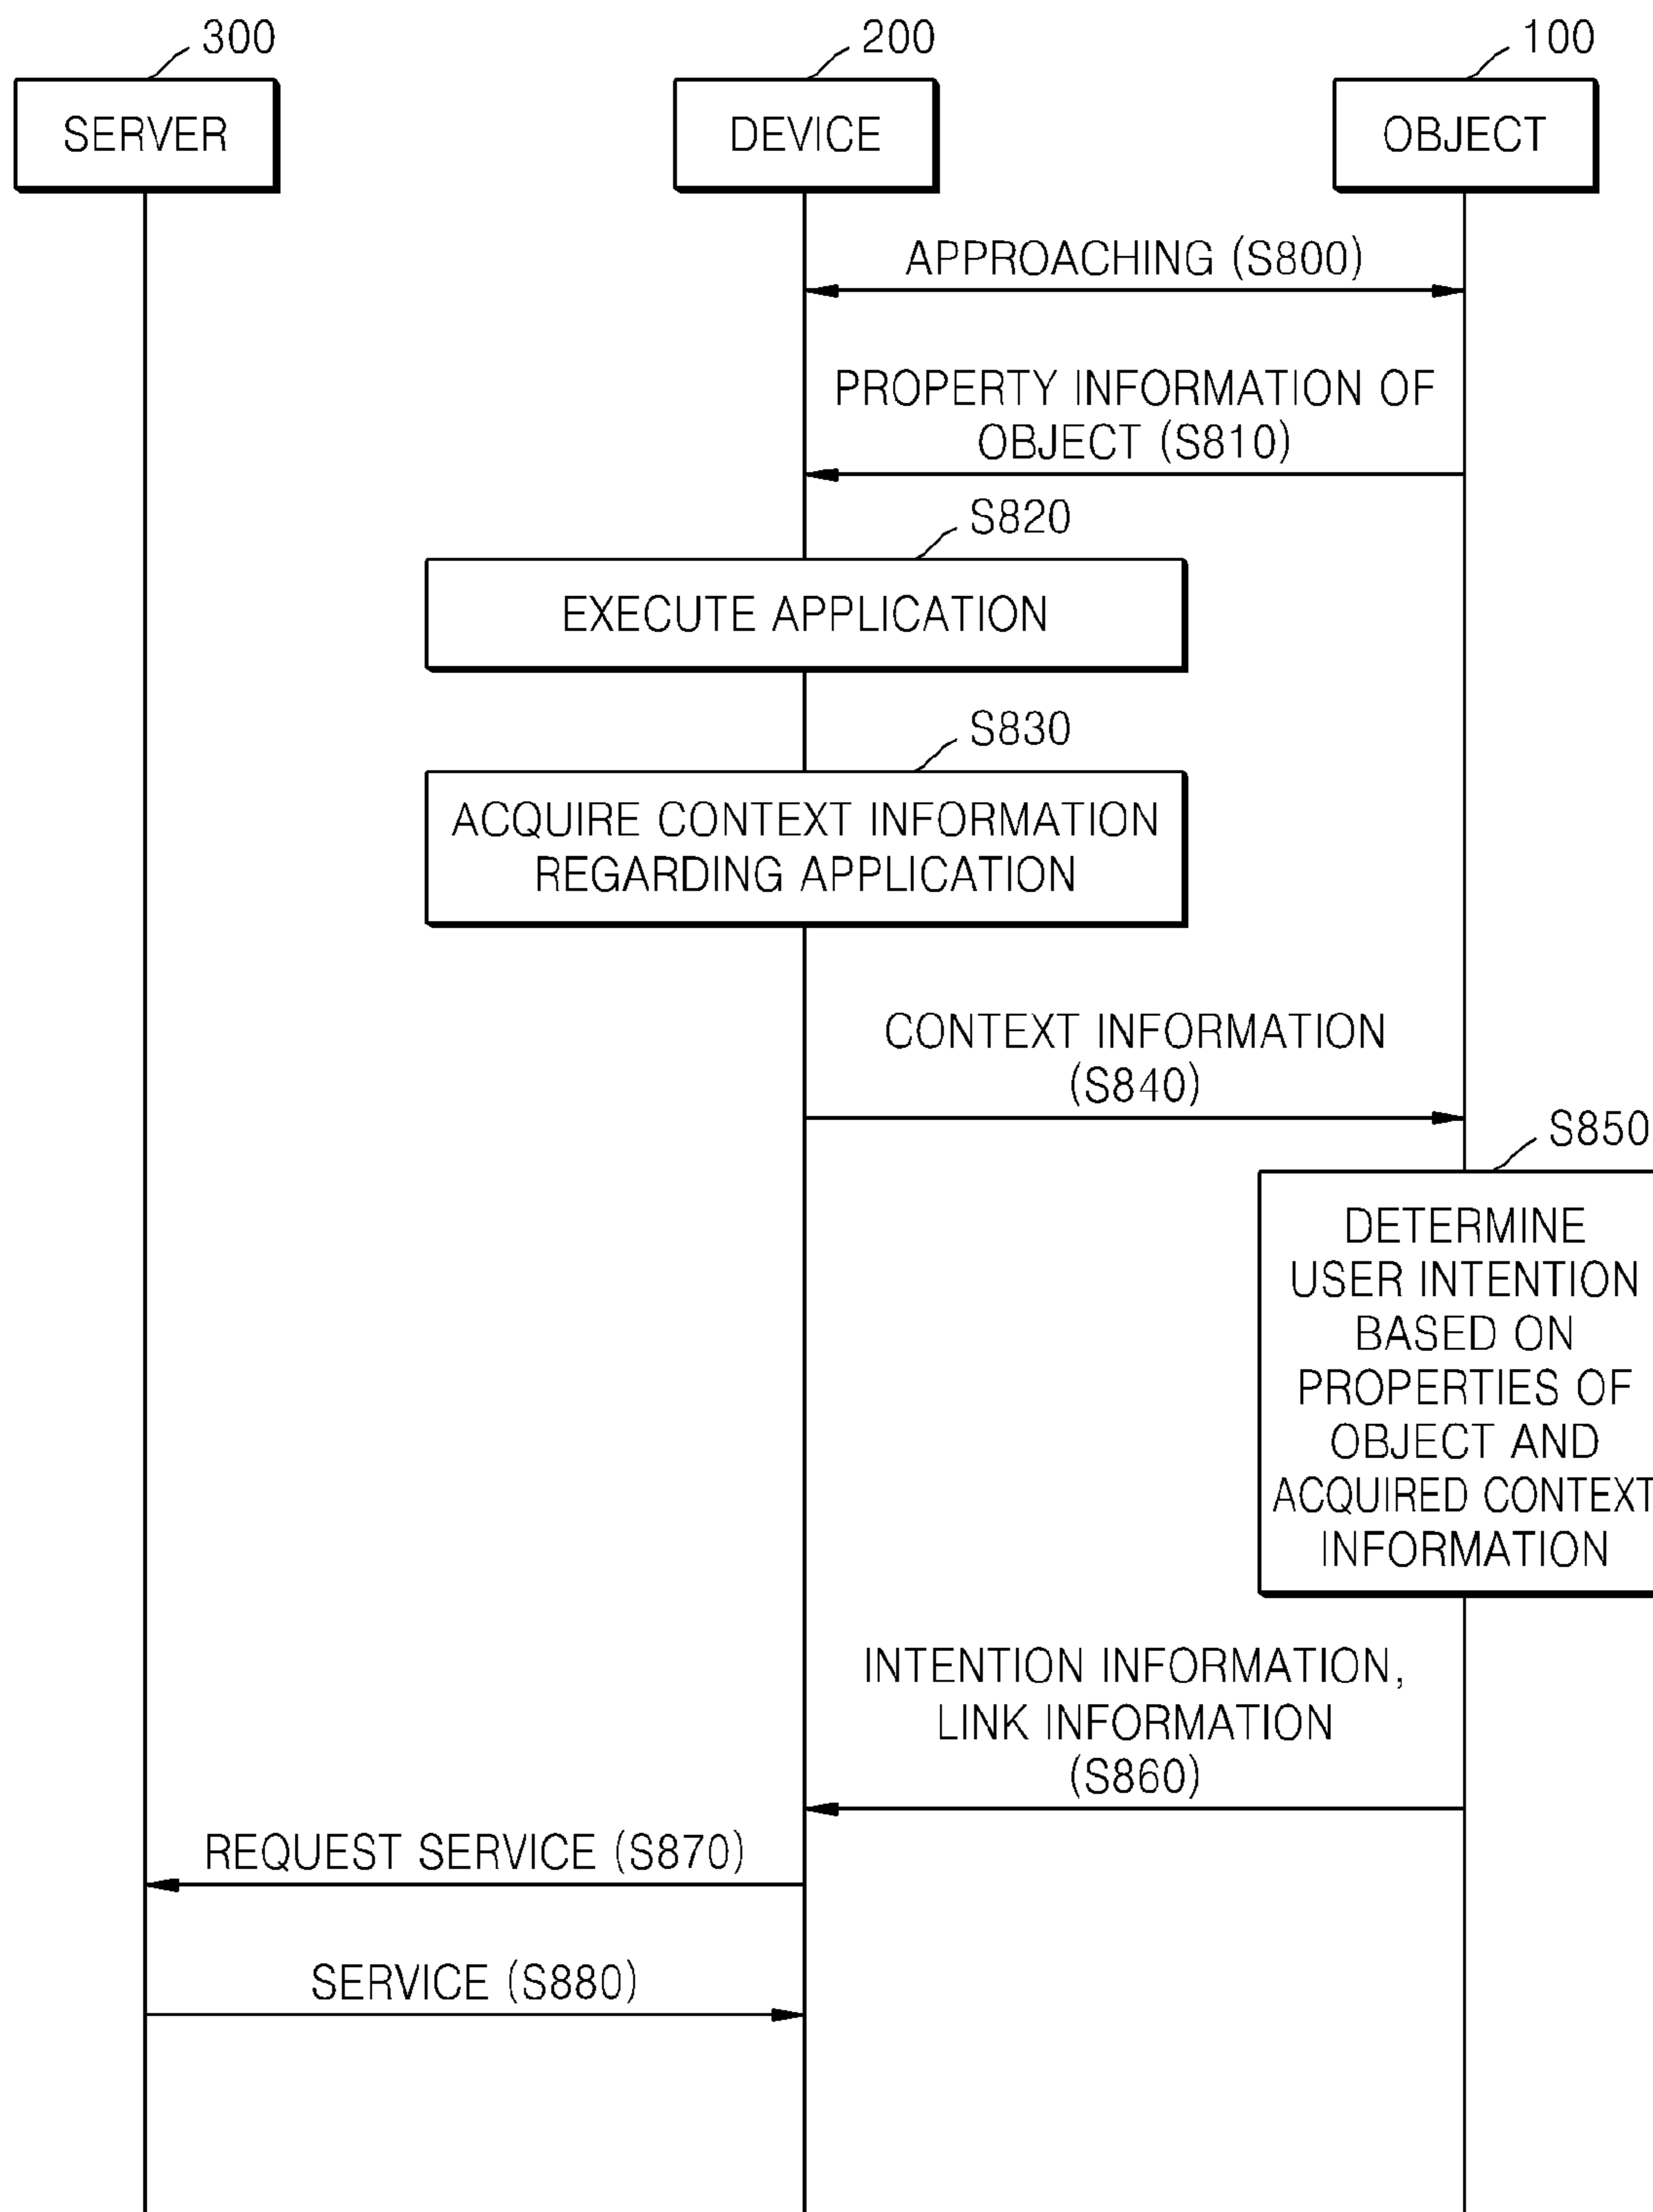 300
200
100
SERVER
DEVICE
OBJECT
APPROACHING (S800)
PROPERTY INFORMATION OF
OBJECT (S810)
S820
EXECUTE APPLICATION
S830
ACQUIRE CONTEXT INFORMATION
REGARDING APPLICATION
CONTEXT INFORMATION
(S840)
S850
DETERMINE
USER INTENTION
BASED ON
PROPERTIES OF
OBJECT AND
ACQUIRED CONTEXT
INFORMATION
INTENTION INFORMATION,
LINK INFORMATION
(S860)
REQUEST SERVICE (S870)
SERVICE (S880)